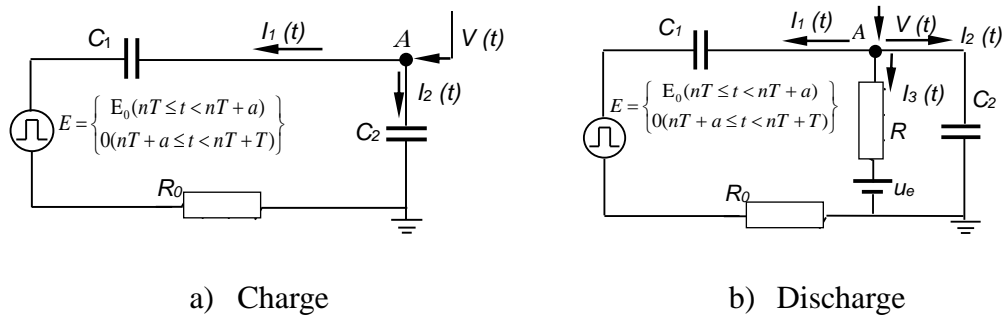 I1 (t)
C1
A
V (t)
I2 (t)
E = { E0 (nT ≤ t < nT + a)
0(nT + a ≤ t < nT + T) }
C2
R0
a) Charge
I1 (t)
V (t)
C1
A
I2 (t)
E = { E0 (nT ≤ t < nT + a)
0(nT + a ≤ t < nT + T) }
I3 (t)
C2
R
R0
ue
b) Discharge